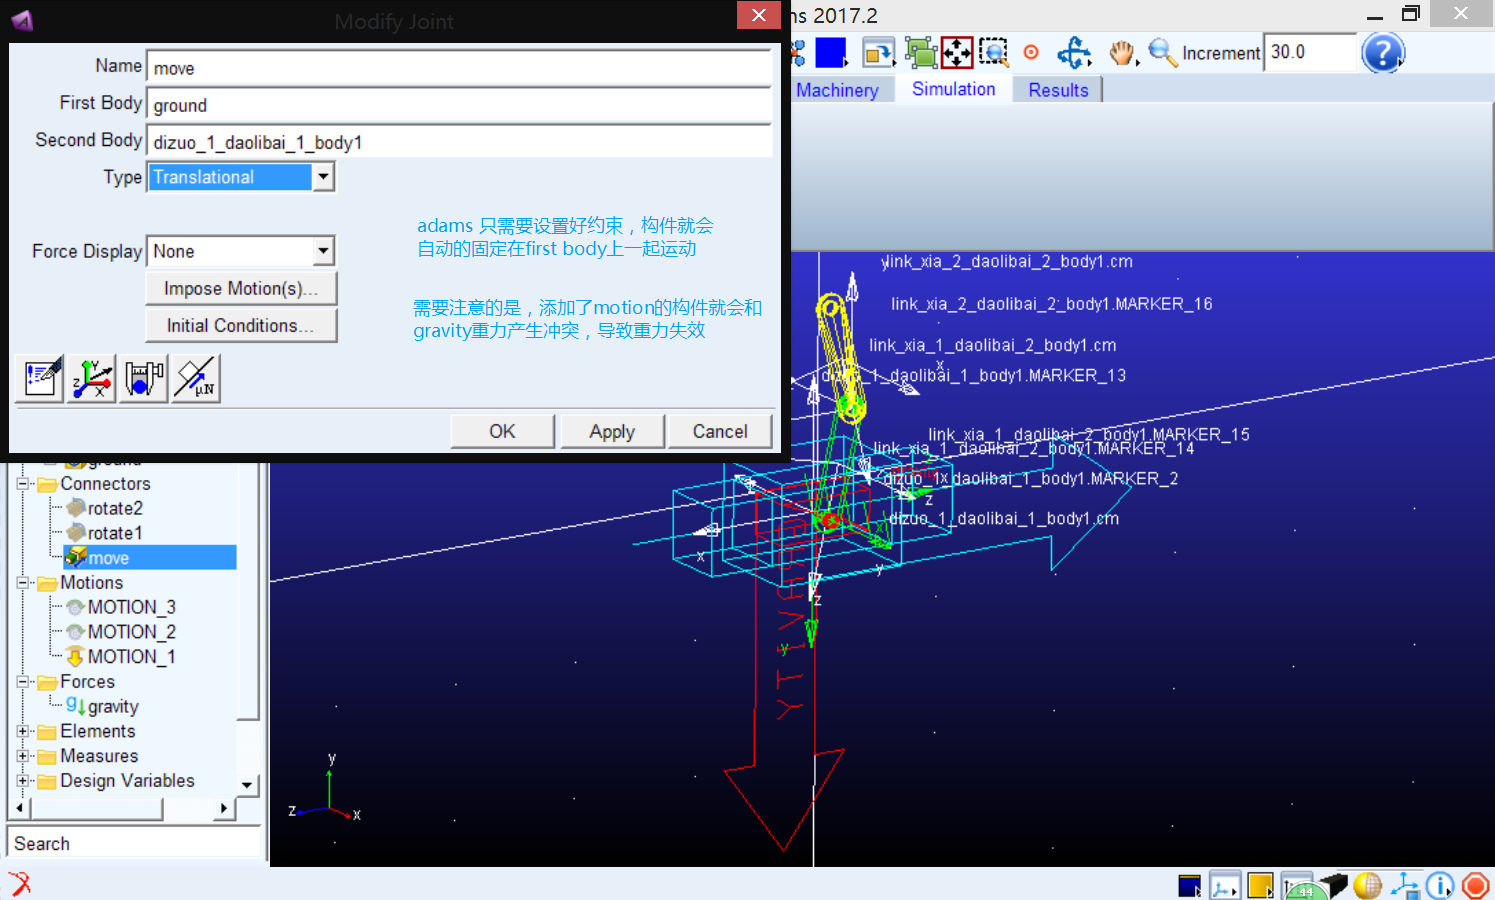 Modify Joint
ms 2017.2
Name move
First Body ground
Second Body dizuo_1_daolibai_1_body1
Type Translational
Force Display None
Impose Motion(s)...
Initial Conditions...
adams 只需要设置好约束，构件就会
自动的固定在first body上一起运动
需要注意的是，添加了motion的构件就会和
gravity重力产生冲突，导致重力失效
μN
OK Apply Cancel
Increment 30.0
Machinery Simulation Results
link_xia_2_daolibai_2_body1.cm
link_xia_2_daolibai_2_body1.MARKER_16
link_xia_1_daolibai_2_body1.cm
dizuo_1_daolibai_1_body1.MARKER_13
link_xia_1_daolibai_2_body1.MARKER_15
link_xia_1_daolibai_2_body1.MARKER_14
dizuo_1_daolibai_1_body1.MARKER_2
dizuo_1_daolibai_1_body1.cm
ground
Connectors
rotate2
rotate1
move
Motions
MOTION_3
MOTION_2
MOTION_1
Forces
gravity
Elements
Measures
Design Variables
Search
y
z
x
44